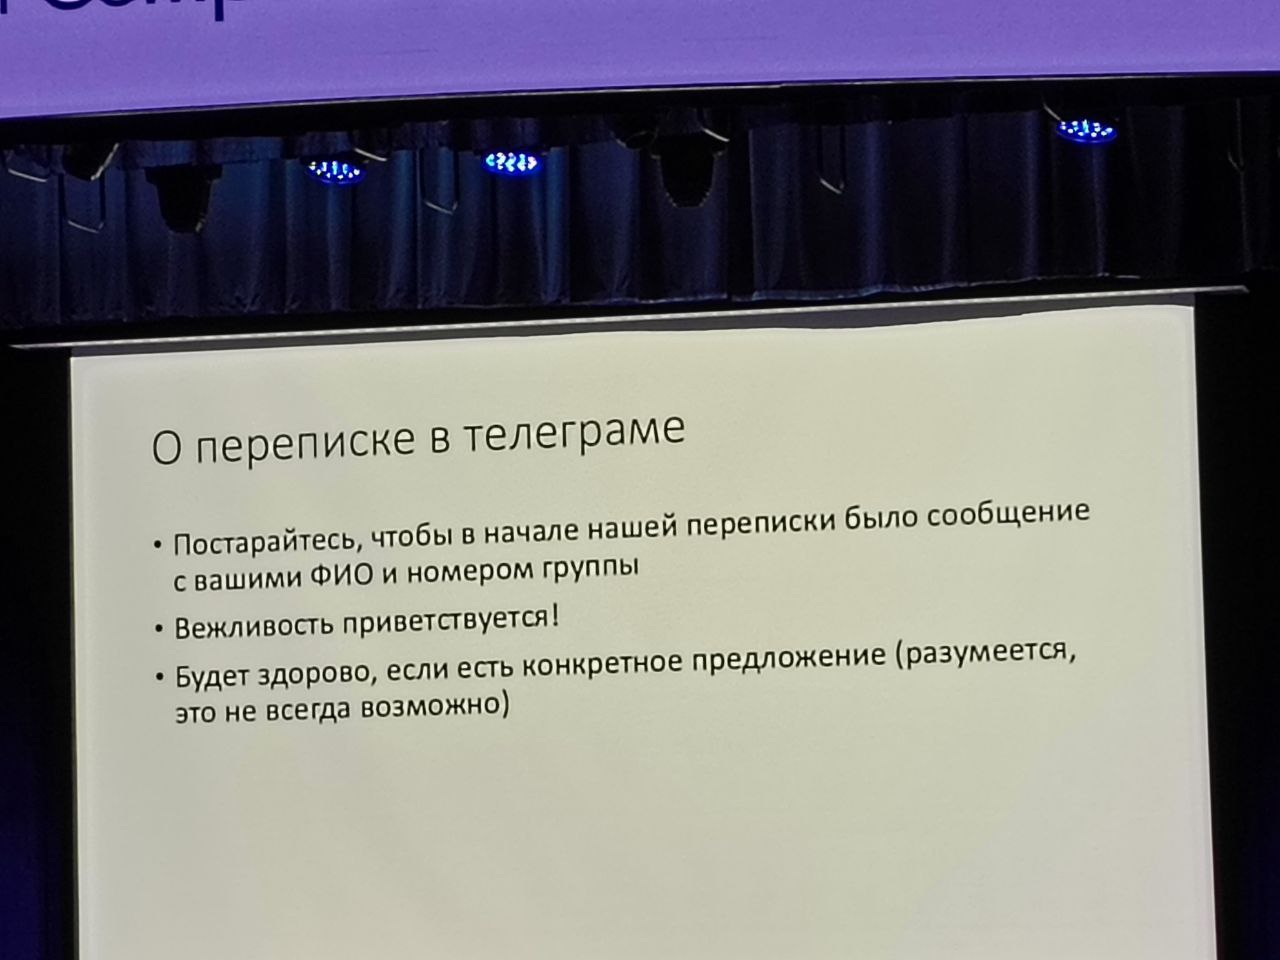 О переписке в телеграме
• Постарайтесь, чтобы в начале нашей переписки было сообщение
с вашими ФИО и номером группы
• Вежливость приветствуется!
• Будет здорово, если есть конкретное предложение (разумеется,
это не всегда возможно)